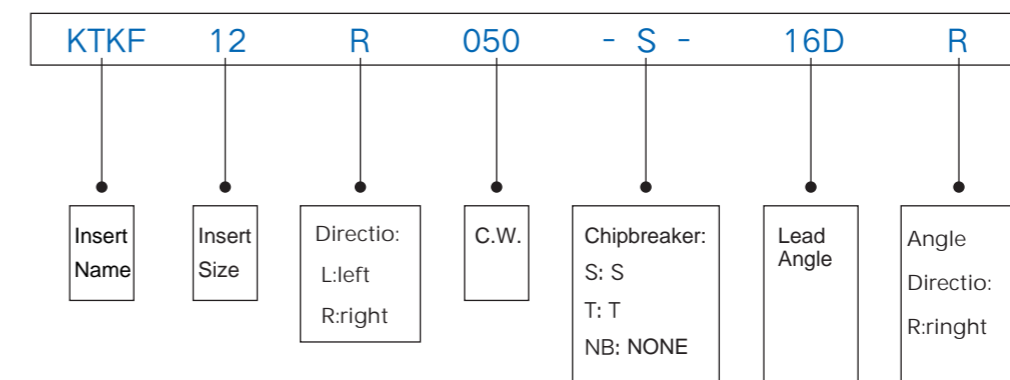 KTKF 12 R 050 - S - 16D R
Insert
Name
Insert
Size
Directio:
L:left
R:right
C.W.
Chipbreaker:
S: S
T: T
NB: NONE
Lead
Angle
Angle
Directio:
R:ringht